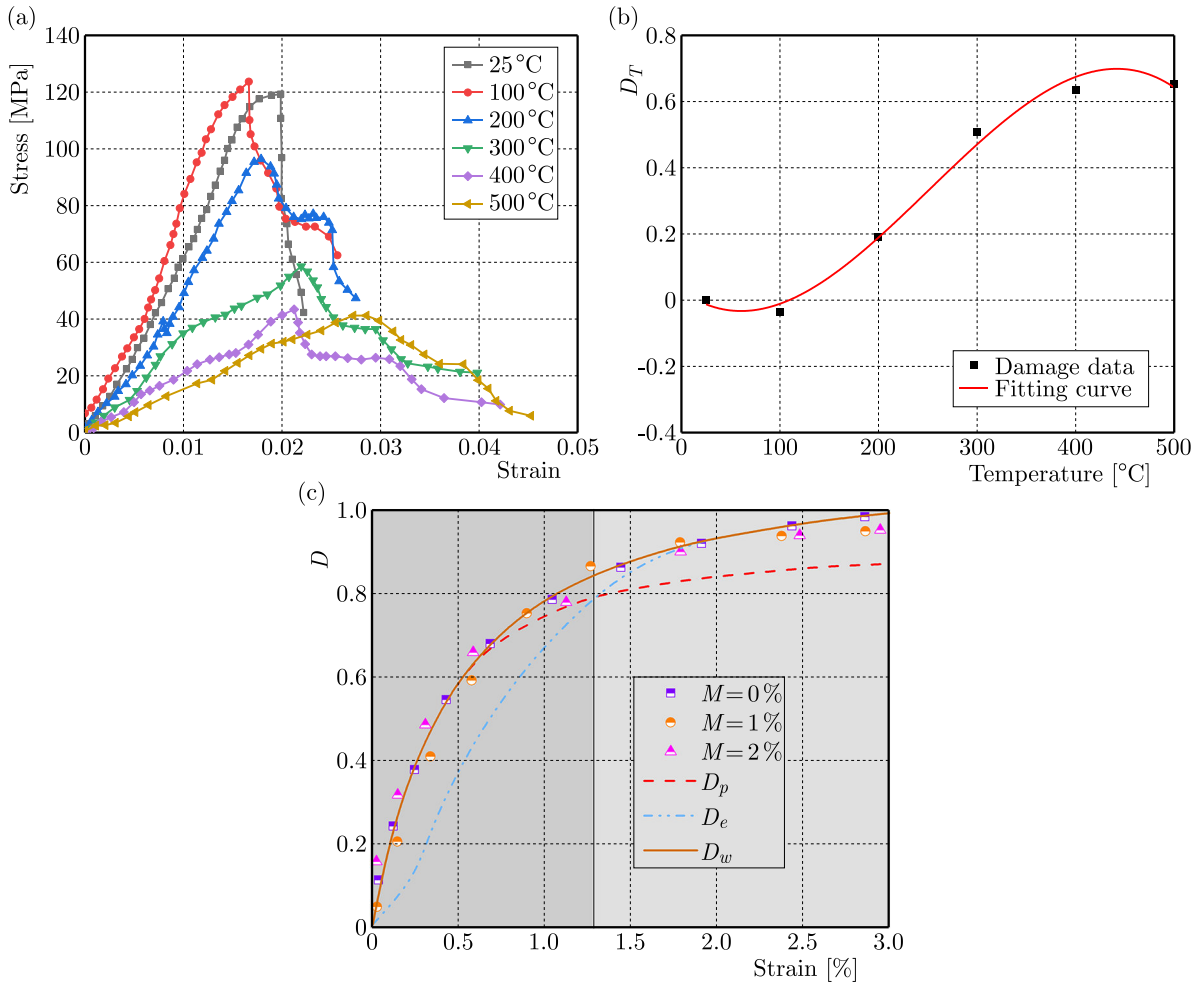 (a)
140
120
100
80
60
40
20
0
Stress [MPa]
0
0.01
0.02
0.03
0.04
0.05
Strain
25 °C
100 °C
200 °C
300 °C
400 °C
500 °C
(b)
0.8
0.6
0.4
0.2
0
-0.2
-0.4
D_T
0
100
200
300
400
500
Temperature [°C]
Damage data
Fitting curve
(c)
1.0
0.8
0.6
0.4
0.2
0
D
0
0.5
1.0
1.5
2.0
2.5
3.0
Strain [%]
M = 0 %
M = 1 %
M = 2 %
D_p
D_e
D_w